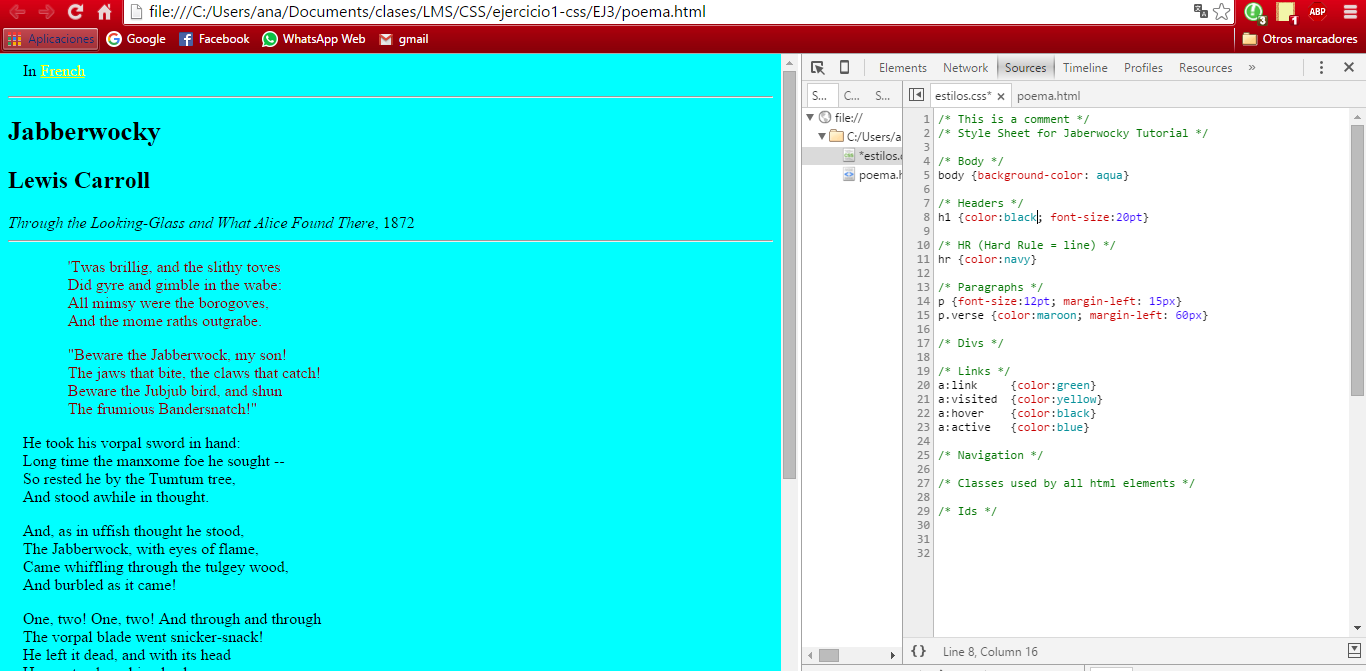 file:///C:/Users/ana/Documents/clases/LMS/CSS/ejercicio1-css/EJ3/poema.html
3 1 ABP
Aplicaciones Google Facebook WhatsApp Web gmail Otros marcadores
In French
Jabberwocky
Lewis Carroll
Through the Looking-Glass and What Alice Found There, 1872
'Twas brillig, and the slithy toves
Did gyre and gimble in the wabe:
All mimsy were the borogoves,
And the mome raths outgrabe.
"Beware the Jabberwock, my son!
The jaws that bite, the claws that catch!
Beware the Jubjub bird, and shun
The frumious Bandersnatch!"
He took his vorpal sword in hand:
Long time the manxome foe he sought --
So rested he by the Tumtum tree,
And stood awhile in thought.
And, as in uffish thought he stood,
The Jabberwock, with eyes of flame,
Came whiffling through the tulgey wood,
And burbled as it came!
One, two! One, two! And through and through
The vorpal blade went snicker-snack!
He left it dead, and with its head
Elements Network Sources Timeline Profiles Resources »
S... C... S...
file://
C:/Users/a
*estilos.c
poema.h
estilos.css* × poema.html
1 /* This is a comment */
2 /* Style Sheet for Jaberwocky Tutorial */
3
4 /* Body */
5 body {background-color: aqua}
6
7 /* Headers */
8 h1 {color:black; font-size:20pt}
9
10 /* HR (Hard Rule = line) */
11 hr {color:navy}
12
13 /* Paragraphs */
14 p {font-size:12pt; margin-left: 15px}
15 p.verse {color:maroon; margin-left: 60px}
16
17 /* Divs */
18
19 /* Links */
20 a:link {color:green}
21 a:visited {color:yellow}
22 a:hover {color:black}
23 a:active {color:blue}
24
25 /* Navigation */
26
27 /* Classes used by all html elements */
28
29 /* Ids */
30
31
32
{} Line 8, Column 16